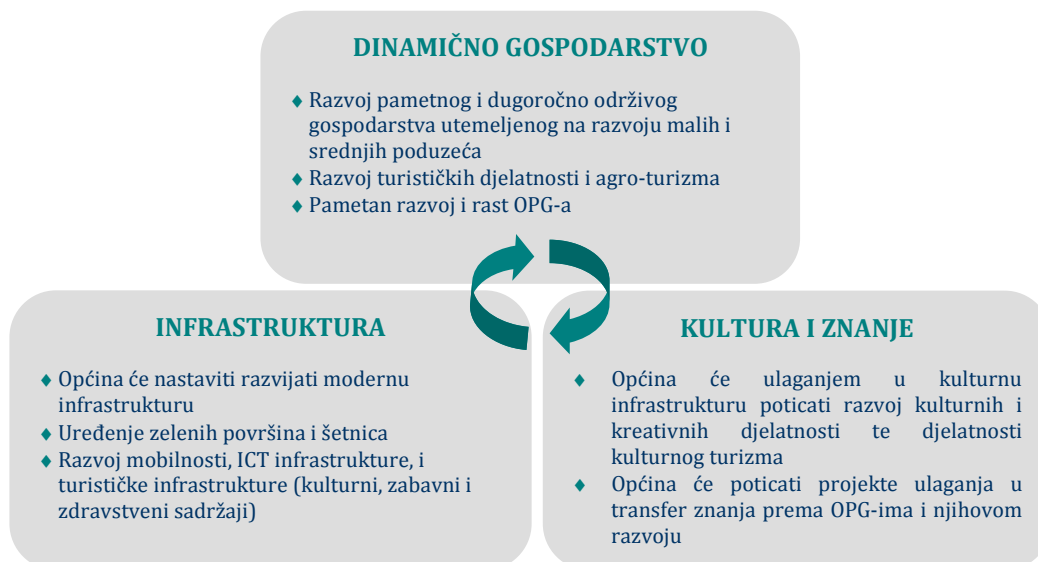 DINAMIČNO GOSPODARSTVO
♦ Razvoj pametnog i dugoročno održivog
gospodarstva utemeljenog na razvoju malih i
srednjih poduzeća
♦ Razvoj turističkih djelatnosti i agro-turizma
♦ Pametan razvoj i rast OPG-a
INFRASTRUKTURA
♦ Općina će nastaviti razvijati modernu
infrastrukturu
♦ Uređenje zelenih površina i šetnica
♦ Razvoj mobilnosti, ICT infrastrukture, i
turističke infrastrukture (kulturni, zabavni i
zdravstveni sadržaji)
KULTURA I ZNANJE
♦ Općina će ulaganjem u kulturnu
infrastrukturu poticati razvoj kulturnih i
kreativnih djelatnosti te djelatnosti
kulturnog turizma
♦ Općina će poticati projekte ulaganja u
transfer znanja prema OPG-ima i njihovom
razvoju